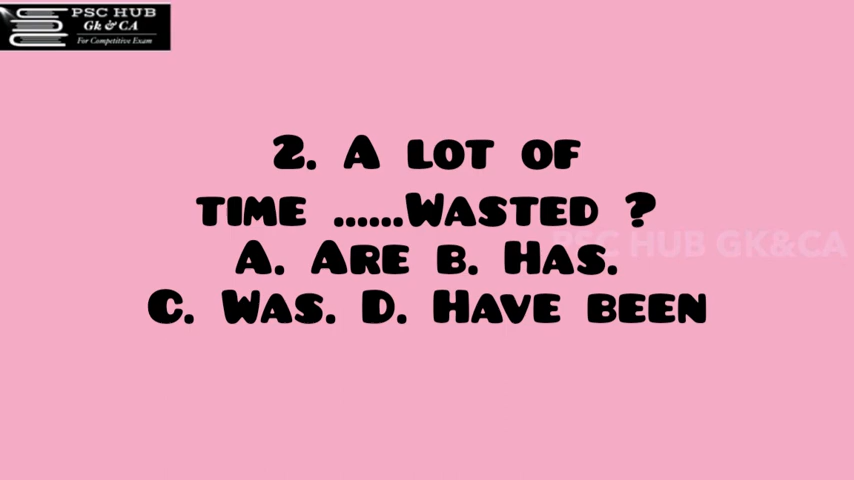 PSC HUB
Gk & CA
For Competitive Exam
2. A LOT OF
TIME ......WASTED ?
PSC HUB GK&CA
A. ARE B. HAS.
C. WAS. D. HAVE BEEN